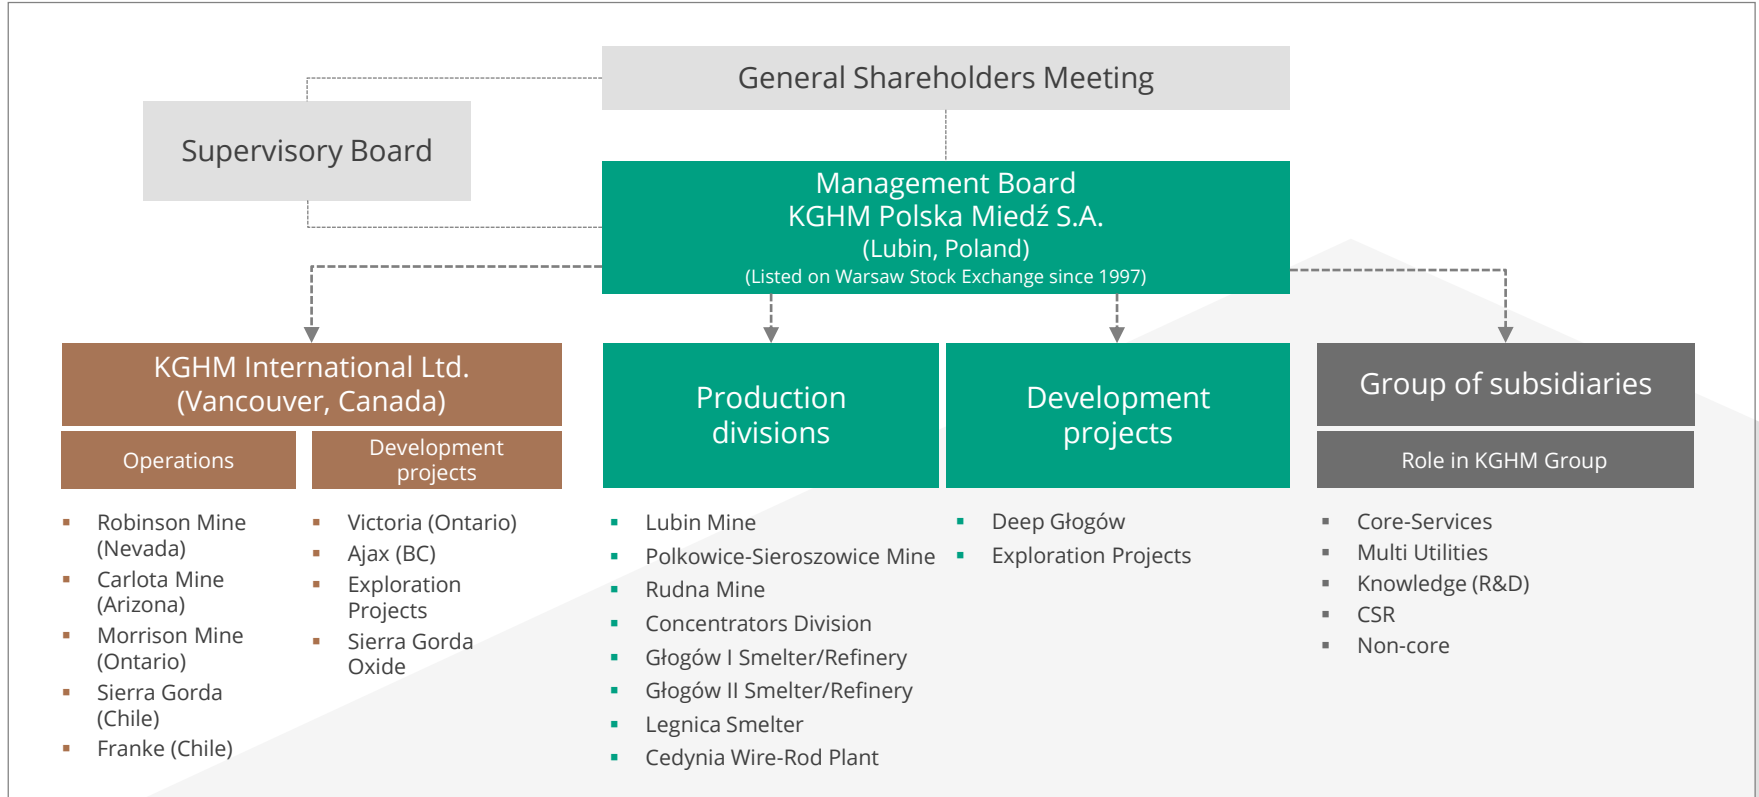 General Shareholders Meeting
Supervisory Board
Management Board
KGHM Polska Miedź S.A.
(Lubin, Poland)
(Listed on Warsaw Stock Exchange since 1997)
KGHM International Ltd.
(Vancouver, Canada)
Operations
Development
projects
▪ Robinson Mine
(Nevada)
▪ Carlota Mine
(Arizona)
▪ Morrison Mine
(Ontario)
▪ Sierra Gorda
(Chile)
▪ Franke (Chile)
▪ Victoria (Ontario)
▪ Ajax (BC)
▪ Exploration
Projects
▪ Sierra Gorda
Oxide
Production
divisions
▪ Lubin Mine
▪ Polkowice-Sieroszowice Mine
▪ Rudna Mine
▪ Concentrators Division
▪ Głogów I Smelter/Refinery
▪ Głogów II Smelter/Refinery
▪ Legnica Smelter
▪ Cedynia Wire-Rod Plant
Development
projects
▪ Deep Głogów
▪ Exploration Projects
Group of subsidiaries
Role in KGHM Group
▪ Core-Services
▪ Multi Utilities
▪ Knowledge (R&D)
▪ CSR
▪ Non-core